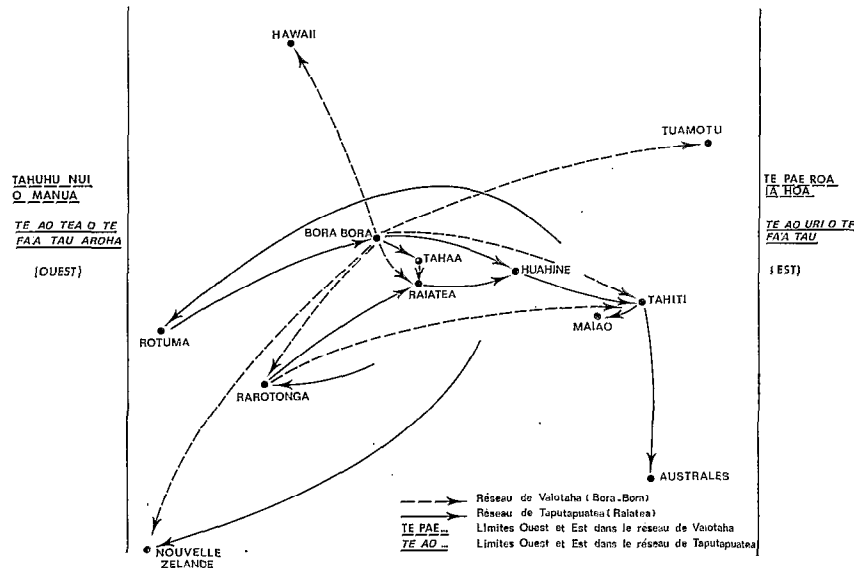 HAWAII
TUAMOTU
TAHUHU NUI
O MANUA
TE AO TEA O TE
FA'A TAU AROHA
(OUEST)
TE PAE ROA
IA HOA
TE AO URI O TE
FA'A TAU
(EST)
BORA BORA
TAHAA
RAIATEA
HUAHINE
TAHITI
MAIAO
ROTUMA
RAROTONGA
AUSTRALES
NOUVELLE
ZELANDE
Réseau de Vaiotaha (Bora-Bora)
Réseau de Taputapuatea (Raiatea)
TE PAE... Limites Ouest et Est dans le réseau de Vaiotaha
TE AO ... Limites Ouest et Est dans le réseau de Taputapuatea